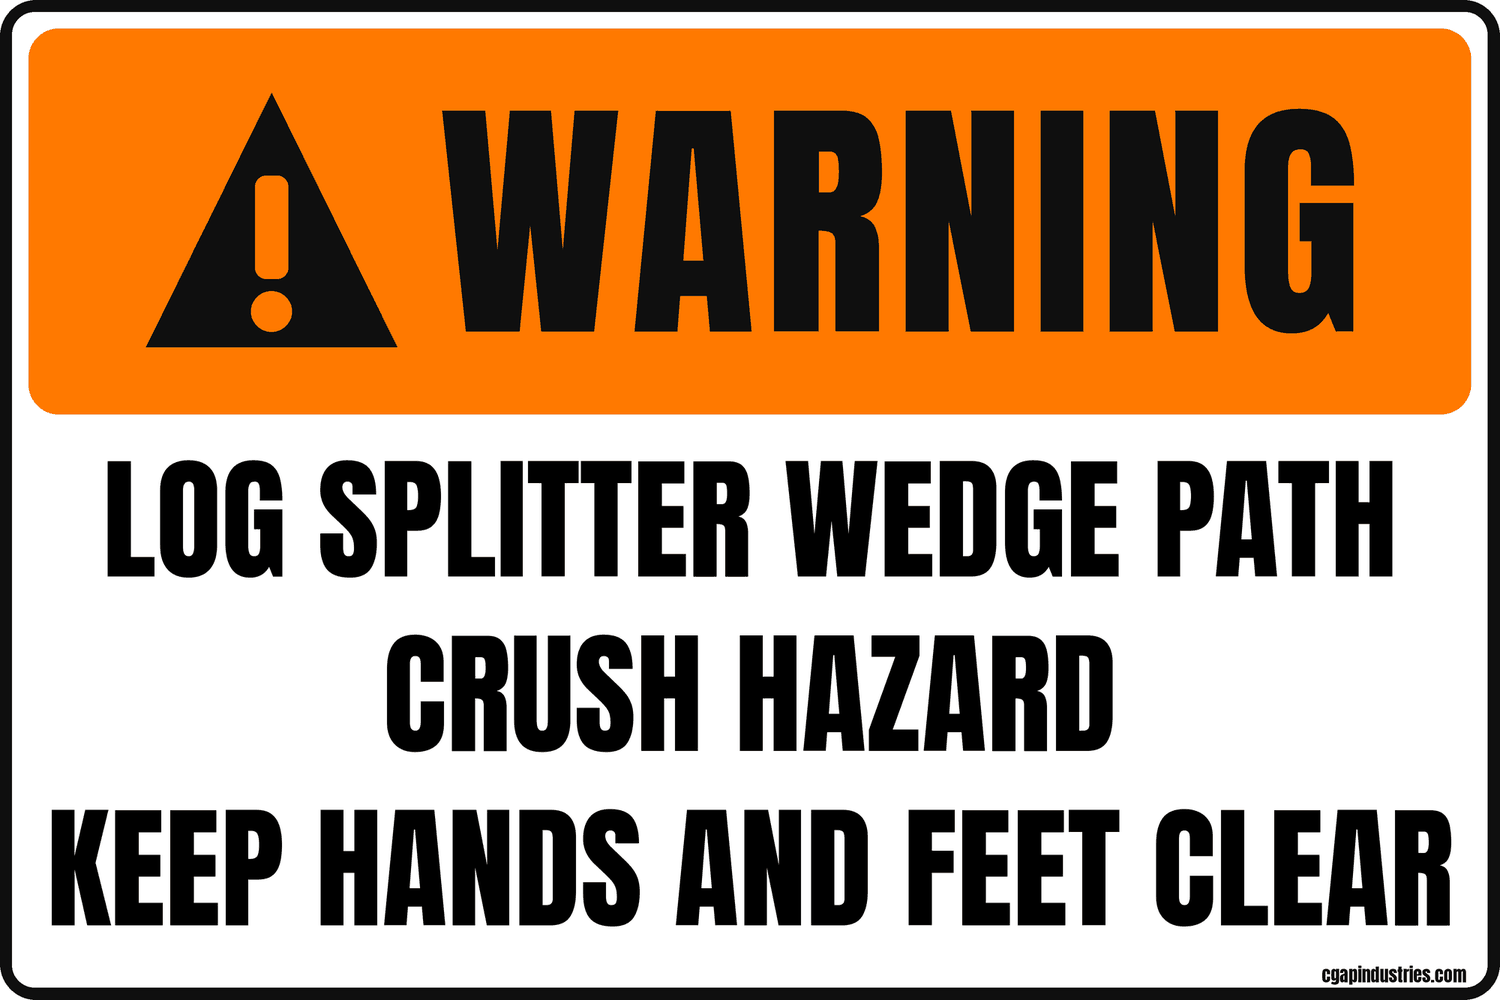 WARNING
LOG SPLITTER WEDGE PATH
CRUSH HAZARD
KEEP HANDS AND FEET CLEAR
cgapindustries.com